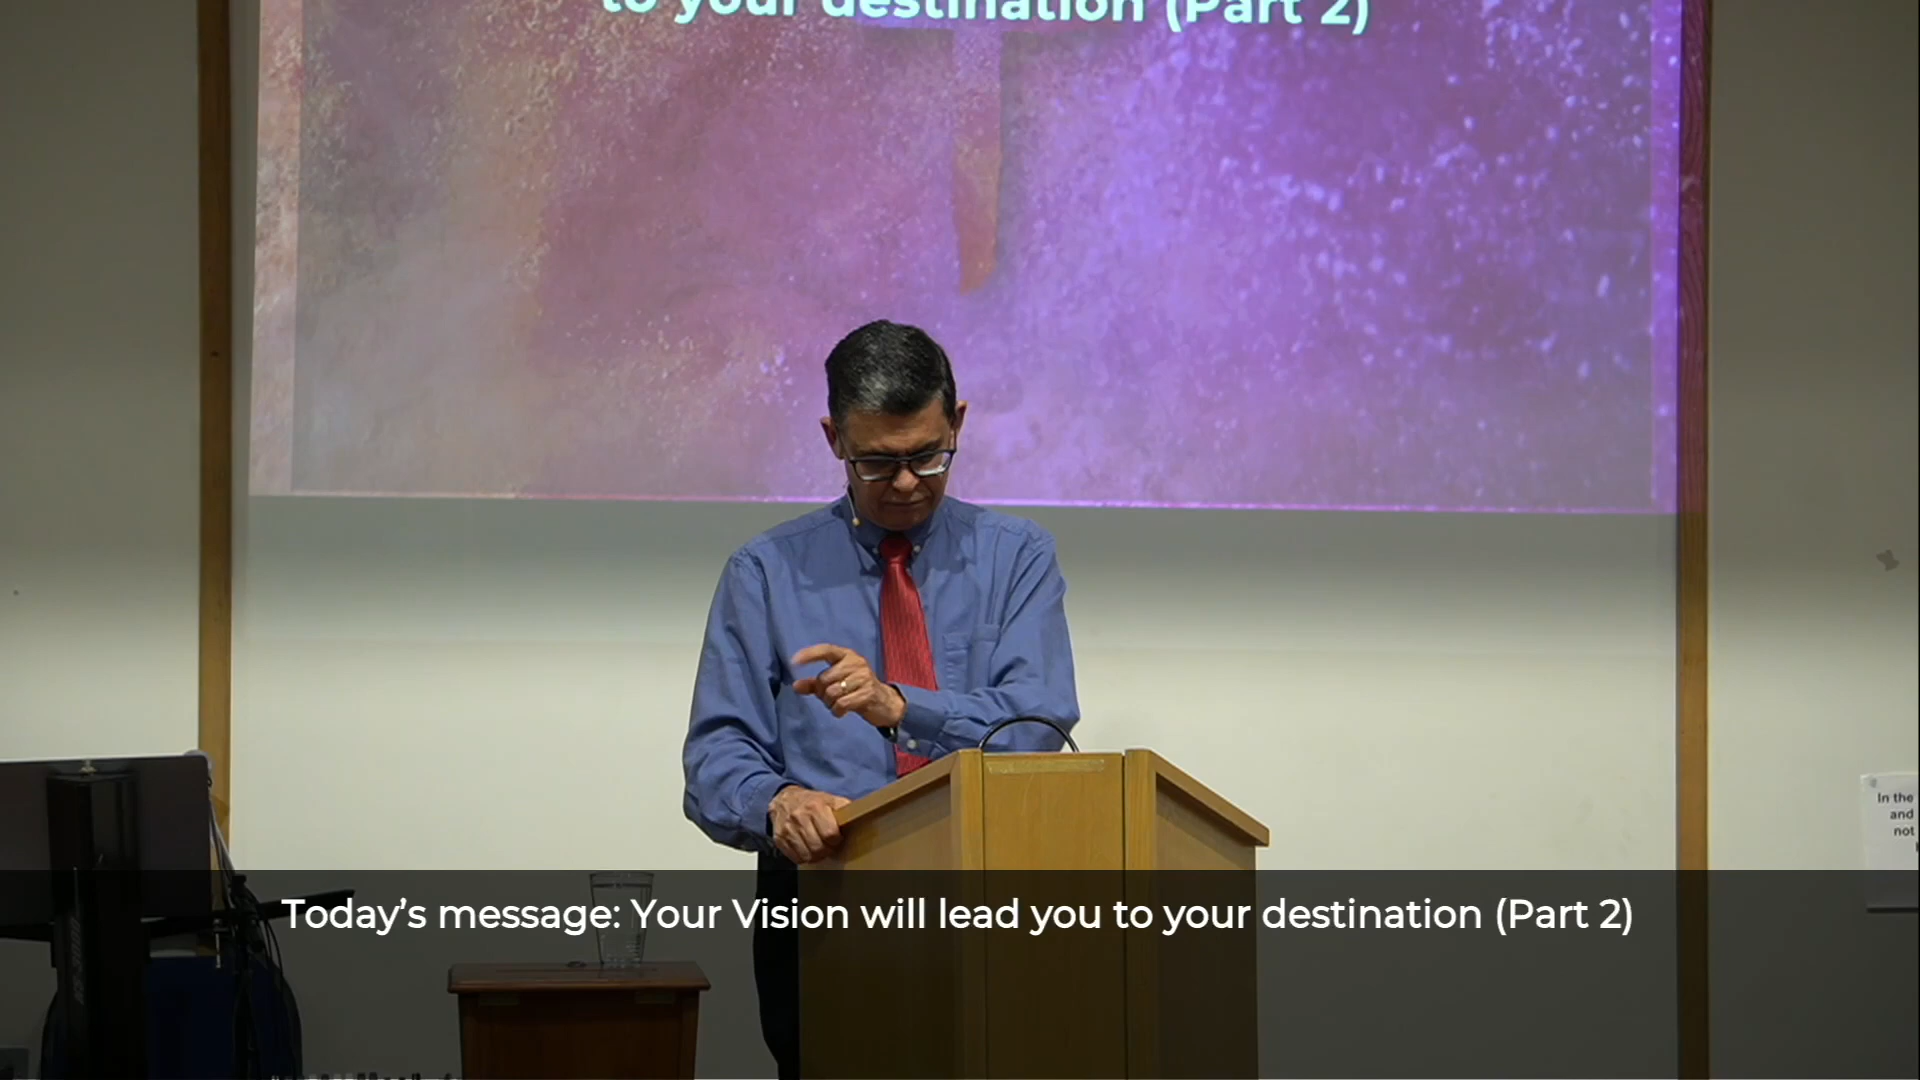 to your destination (Part 2)
In the
and
not
Today's message: Your Vision will lead you to your destination (Part 2)